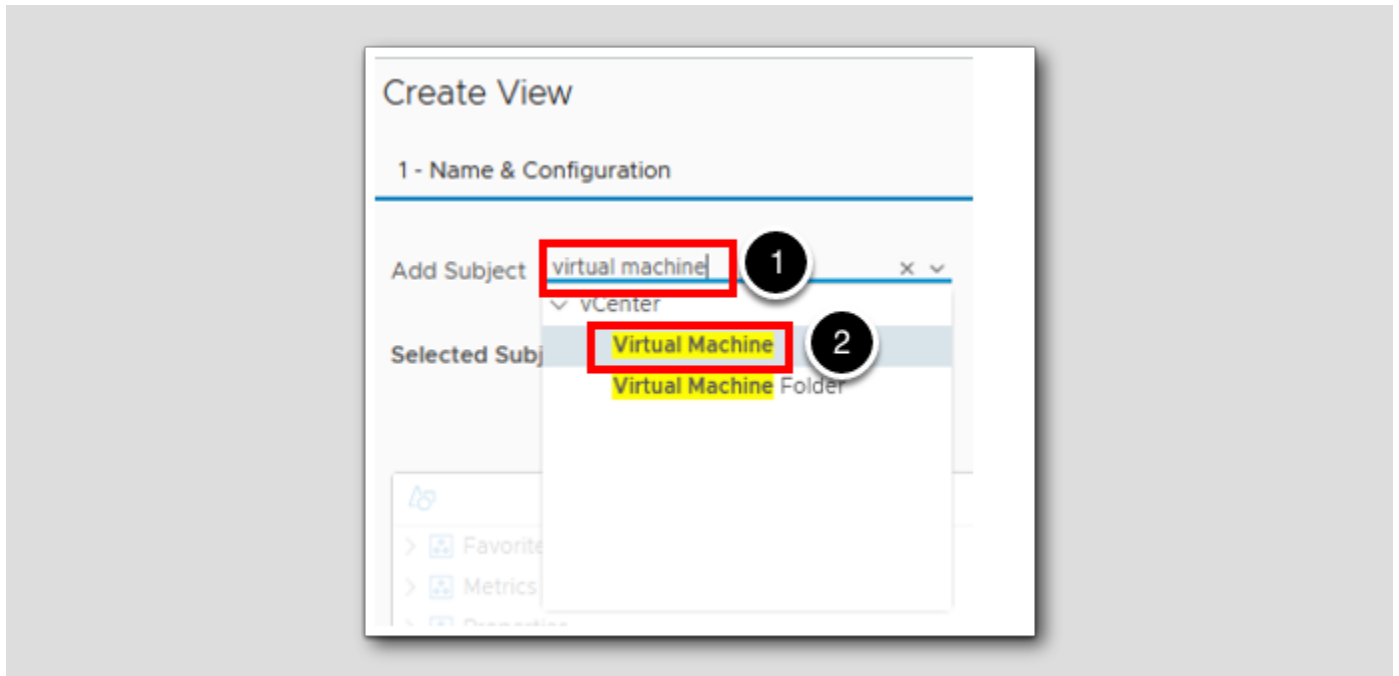 Create View
1 - Name & Configuration
Add Subject virtual machine 1
vCenter
Selected Subj Virtual Machine 2
Virtual Machine Folder
Favorite
Metrics
Properties